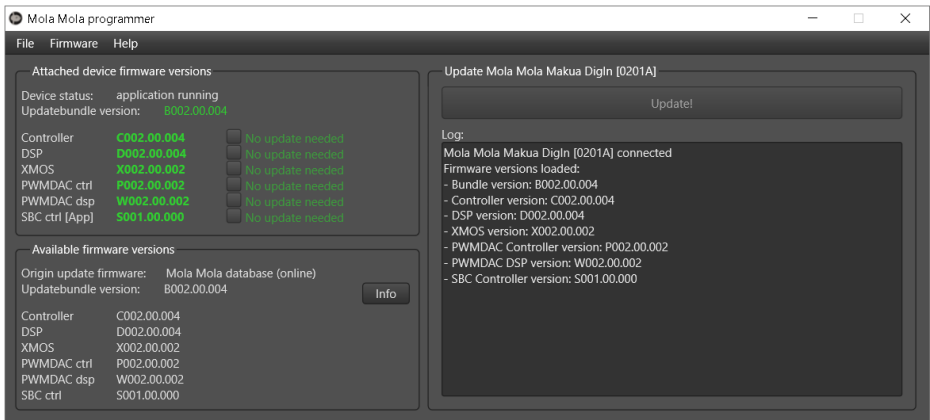 Mola Mola programmer
File Firmware Help
Attached device firmware versions
Device status: application running
Updatebundle version: B002.00.004
Controller C002.00.004 No update needed
DSP D002.00.004 No update needed
XMOS X002.00.002 No update needed
PWMDAC ctrl P002.00.002 No update needed
PWMDAC dsp W002.00.002 No update needed
SBC ctrl [App] S001.00.000 No update needed
Available firmware versions
Origin update firmware: Mola Mola database (online)
Updatebundle version: B002.00.004
Info
Controller C002.00.004
DSP D002.00.004
XMOS X002.00.002
PWMDAC ctrl P002.00.002
PWMDAC dsp W002.00.002
SBC ctrl S001.00.000
Update Mola Mola Makua DigIn [0201A]
Update!
Log:
Mola Mola Makua DigIn [0201A] connected
Firmware versions loaded:
- Bundle version: B002.00.004
- Controller version: C002.00.004
- DSP version: D002.00.004
- XMOS version: X002.00.002
- PWMDAC Controller version: P002.00.002
- PWMDAC DSP version: W002.00.002
- SBC Controller version: S001.00.000